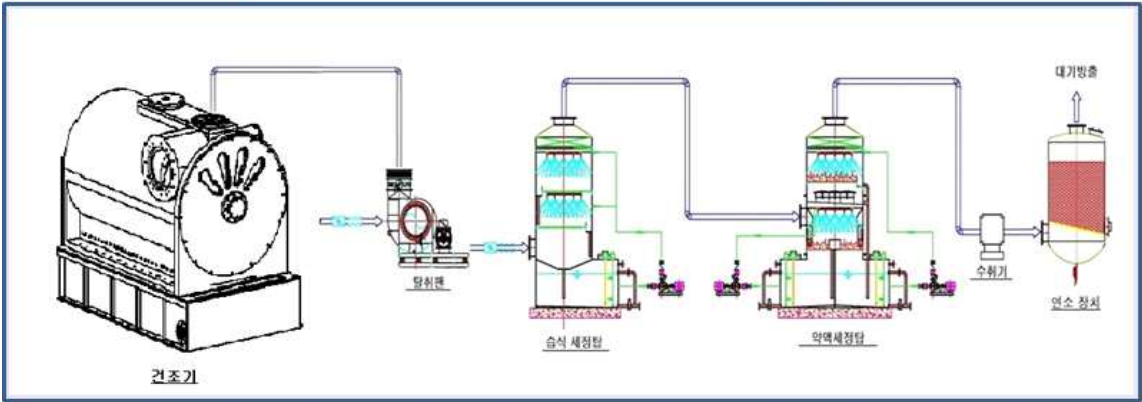 대기방출
탈취팬
수취기
연소 장치
습식 세정탑
약액세정탑
건조기